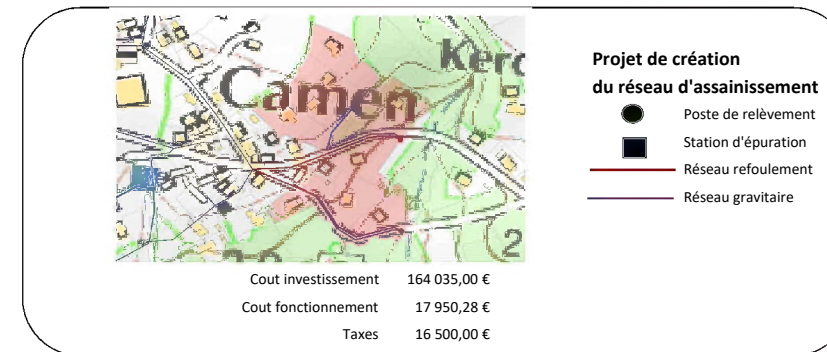 Camen
Projet de création
du réseau d'assainissement
Poste de relèvement
Station d'épuration
Réseau refoulement
Réseau gravitaire
Cout investissement 164 035,00 €
Cout fonctionnement 17 950,28 €
Taxes 16 500,00 €